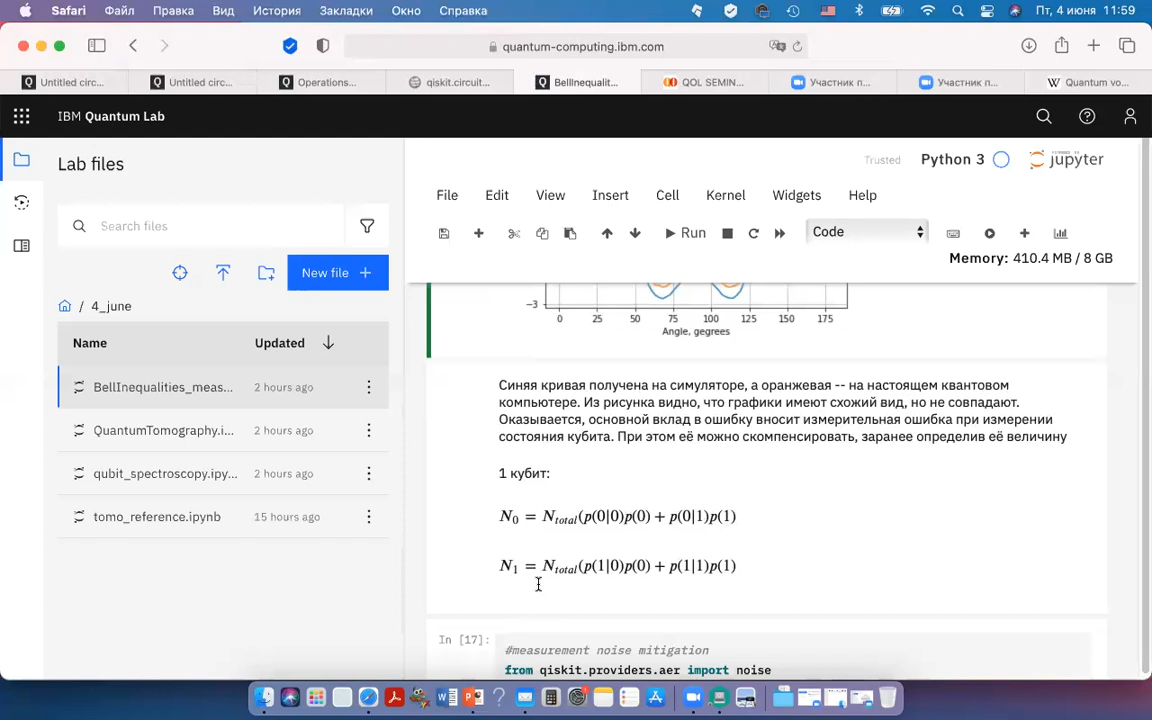 Safari Файл Правка Вид История Закладки Окно Справка Пт, 4 июня 11:59
quantum-computing.ibm.com
Untitled circ... Untitled circ... Operations... qiskit.circuit... BellInequalit... QOL SEMIN... Участник п... Участник п... Quantum vo...
IBM Quantum Lab
Lab files
Trusted Python 3 jupyter
File Edit View Insert Cell Kernel Widgets Help
Search files
Run Code
New file +
Memory: 410.4 MB / 8 GB
/ 4_june
−3
0 25 50 75 100 125 150 175
Angle, gegrees
Name Updated
BellInequalities_meas... 2 hours ago
QuantumTomography.i... 2 hours ago
qubit_spectroscopy.ipy... 2 hours ago
tomo_reference.ipynb 15 hours ago
Синяя кривая получена на симуляторе, а оранжевая -- на настоящем квантовом
компьютере. Из рисунка видно, что графики имеют схожий вид, но не совпадают.
Оказывается, основной вклад в ошибку вносит измерительная ошибка при измерении
состояния кубита. При этом её можно скомпенсировать, заранее определив её величину
1 кубит:
N₀ = N_total(p(0|0)p(0) + p(0|1)p(1)
N₁ = N_total(p(1|0)p(0) + p(1|1)p(1)
In [17]: #measurement noise mitigation
from qiskit.providers.aer import noise